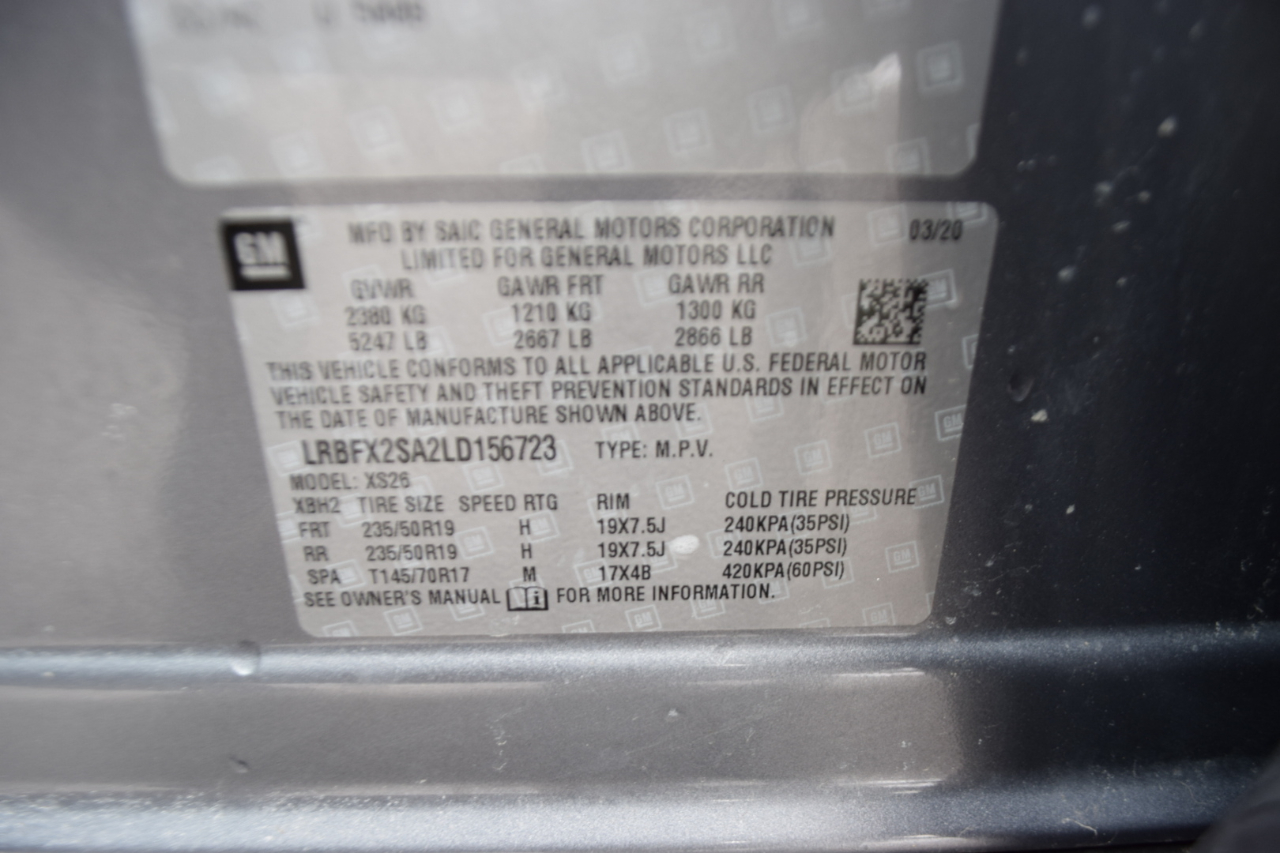 GM
MFD BY SAIC GENERAL MOTORS CORPORATION 03/20
LIMITED FOR GENERAL MOTORS LLC
GVWR GAWR FRT GAWR RR
2380 KG 1210 KG 1300 KG
5247 LB 2667 LB 2866 LB
THIS VEHICLE CONFORMS TO ALL APPLICABLE U.S. FEDERAL MOTOR
VEHICLE SAFETY AND THEFT PREVENTION STANDARDS IN EFFECT ON
THE DATE OF MANUFACTURE SHOWN ABOVE.
LRBFX2SA2LD156723 TYPE: M.P.V.
MODEL: XS26
XBH2 TIRE SIZE SPEED RTG RIM COLD TIRE PRESSURE
FRT 235/50R19 H 19X7.5J 240KPA(35PSI)
RR 235/50R19 H 19X7.5J 240KPA(35PSI)
SPA T145/70R17 M 17X4B 420KPA(60PSI)
SEE OWNER'S MANUAL i FOR MORE INFORMATION.